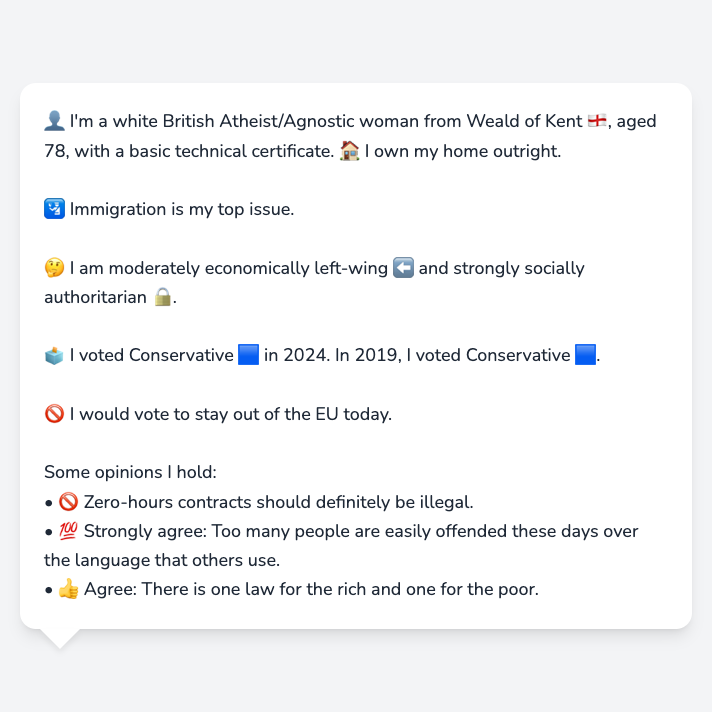 👤 I'm a white British Atheist/Agnostic woman from Weald of Kent 🏴󠁧󠁢󠁥󠁮󠁧󠁿, aged
78, with a basic technical certificate. 🏠 I own my home outright.
🛂 Immigration is my top issue.
🤔 I am moderately economically left-wing ⬅️ and strongly socially
authoritarian 🔒.
🗳️ I voted Conservative 🟦 in 2024. In 2019, I voted Conservative 🟦.
🚫 I would vote to stay out of the EU today.
Some opinions I hold:
• 🚫 Zero-hours contracts should definitely be illegal.
• 💯 Strongly agree: Too many people are easily offended these days over
the language that others use.
• 👍 Agree: There is one law for the rich and one for the poor.